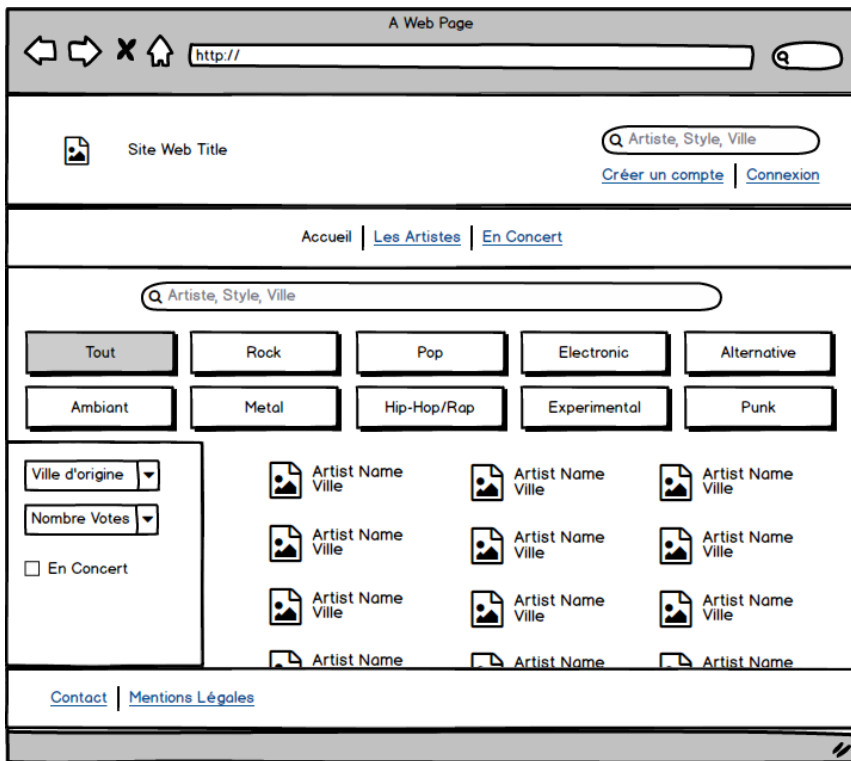 A Web Page
http://
Site Web Title
Artiste, Style, Ville
Créer un compte
Connexion
Accueil
Les Artistes
En Concert
Artiste, Style, Ville
Tout
Rock
Pop
Electronic
Alternative
Ambiant
Metal
Hip-Hop/Rap
Experimental
Punk
Ville d'origine
Nombre Votes
En Concert
Artist Name
Ville
Artist Name
Ville
Artist Name
Ville
Artist Name
Ville
Artist Name
Ville
Artist Name
Ville
Artist Name
Ville
Artist Name
Ville
Artist Name
Ville
Artist Name
Artist Name
Artist Name
Contact
Mentions Légales